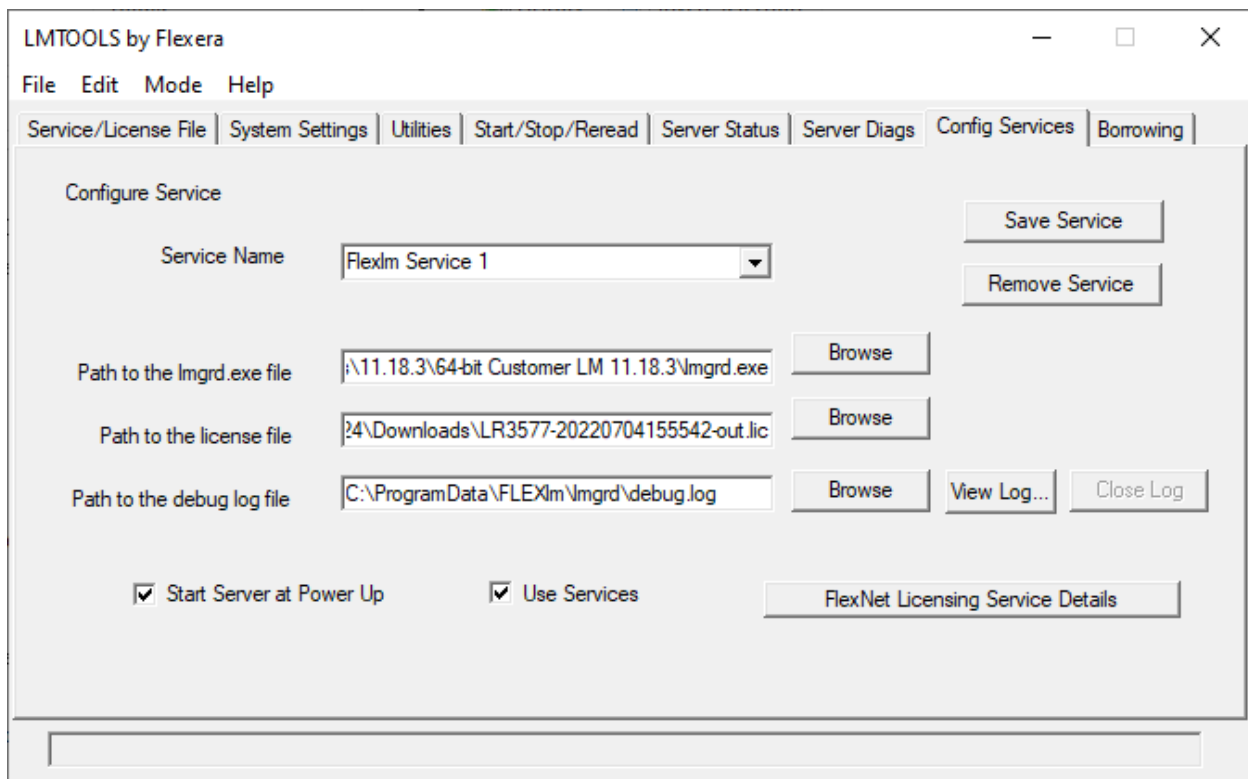 LMTOOLS by Flexera
File Edit Mode Help
Service/License File System Settings Utilities Start/Stop/Reread Server Status Server Diags Config Services Borrowing
Configure Service
Save Service
Service Name Flexlm Service 1
Remove Service
Path to the lmgrd.exe file \11.18.3\64-bit Customer LM 11.18.3\lmgrd.exe Browse
Path to the license file 24\Downloads\LR3577-20220704155542-out.lic Browse
Path to the debug log file C:\ProgramData\FLEXlm\lmgrd\debug.log Browse View Log... Close Log
Start Server at Power Up Use Services FlexNet Licensing Service Details